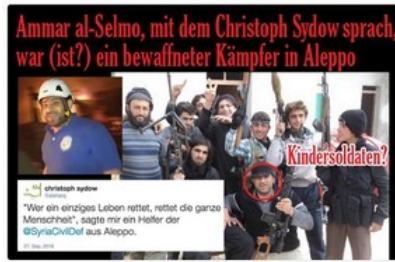 Ammar al-Selmo, mit dem Christoph Sydow sprach,
war (ist?) ein bewaffneter Kämpfer in Aleppo
Kindersoldaten?
christoph sydow
"Wer ein einziges Leben rettet, rettet die ganze
Menschheit", sagte mir ein Helfer der
@SyriaCivilDef aus Aleppo.